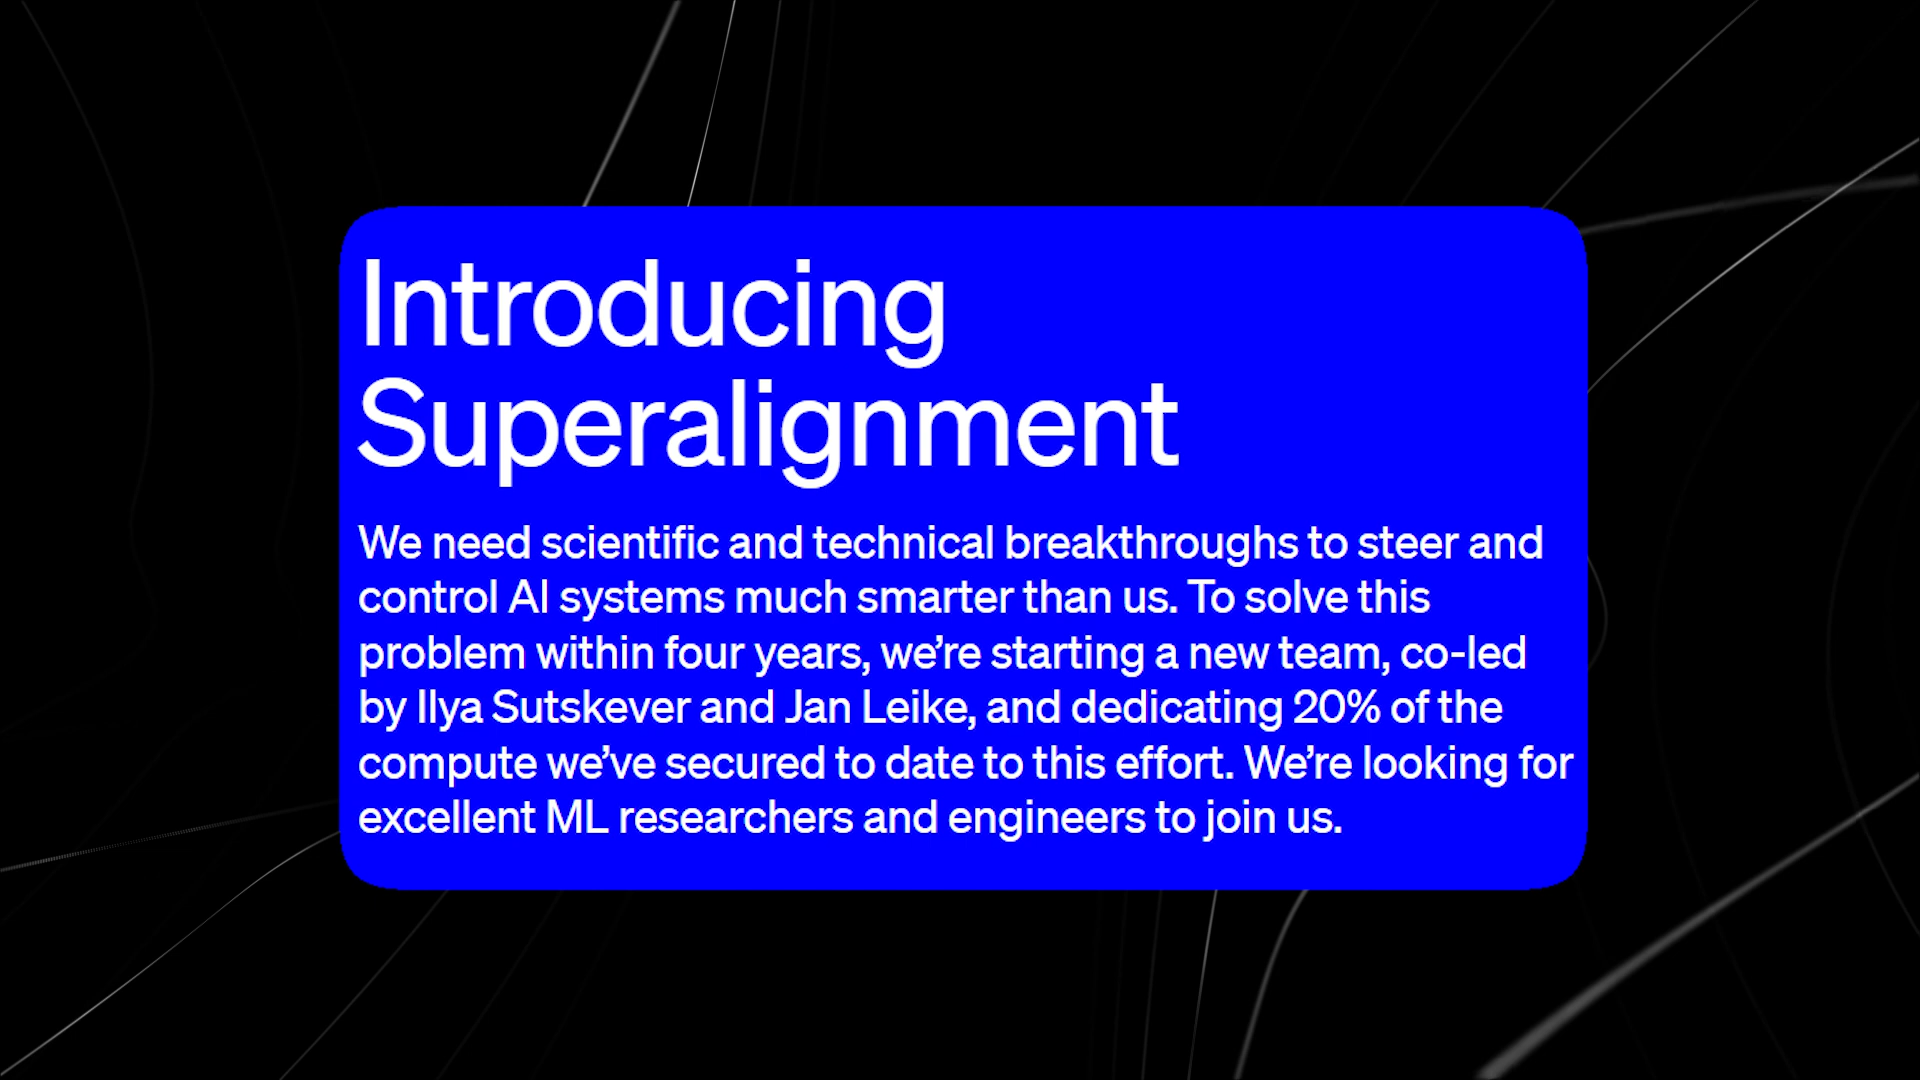 Introducing
Superalignment
We need scientific and technical breakthroughs to steer and
control AI systems much smarter than us. To solve this
problem within four years, we’re starting a new team, co-led
by Ilya Sutskever and Jan Leike, and dedicating 20% of the
compute we’ve secured to date to this effort. We’re looking for
excellent ML researchers and engineers to join us.